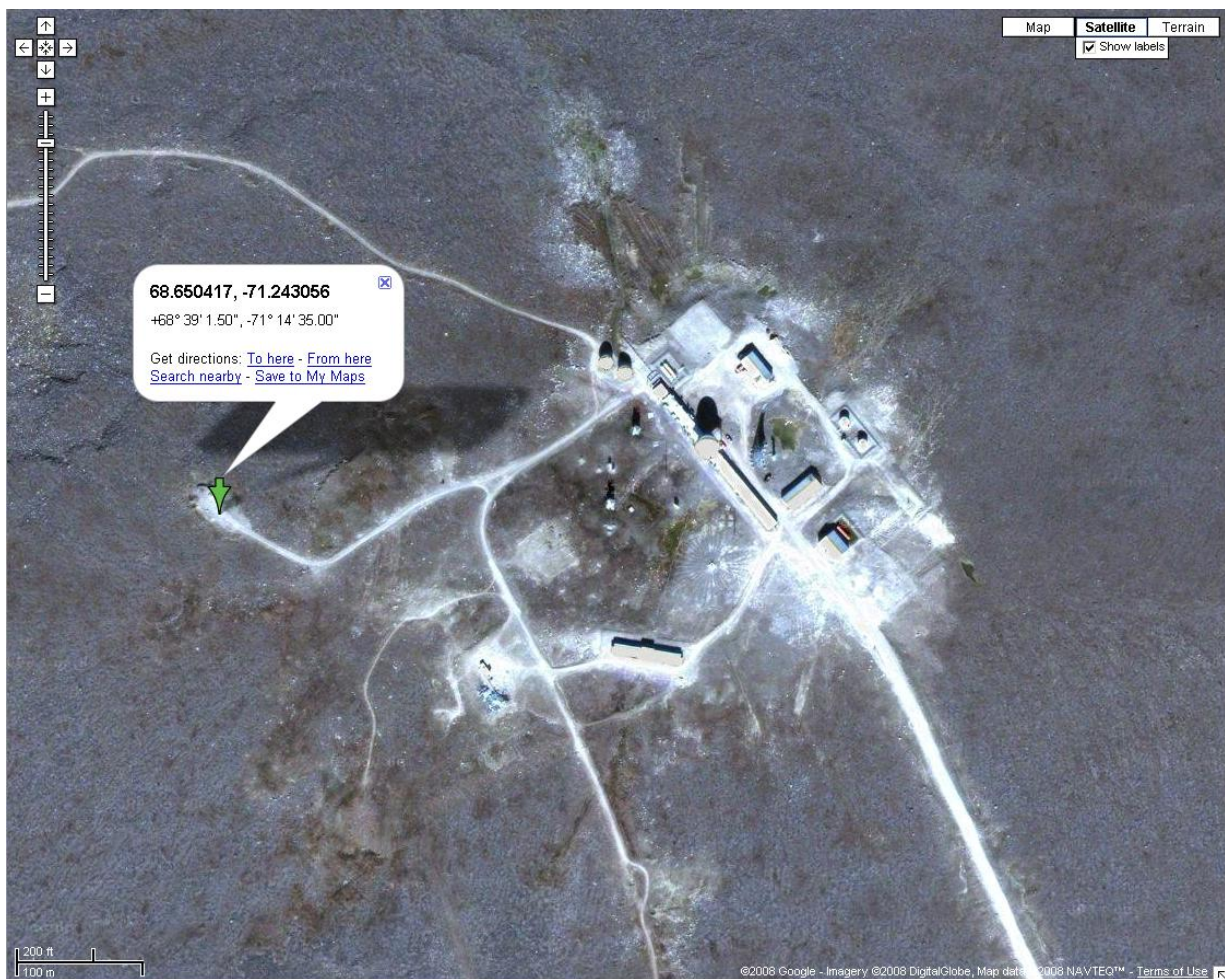 Map Satellite Terrain
Show labels
68.650417, -71.243056
+68° 39' 1.50", -71° 14' 35.00"
Get directions: To here - From here
Search nearby - Save to My Maps
200 ft
100 m
©2008 Google - Imagery ©2008 DigitalGlobe, Map data ©2008 NAVTEQ™ - Terms of Use